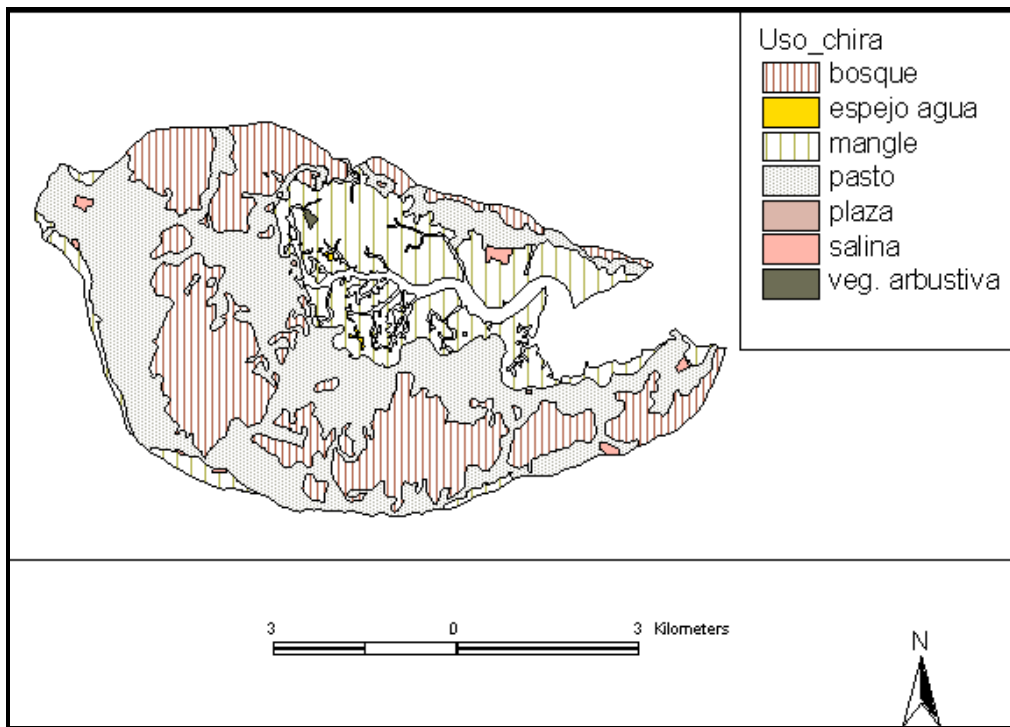 Uso_chira
bosque
espejo agua
mangle
pasto
plaza
salina
veg. arbustiva
3 0 3 Kilometers
N